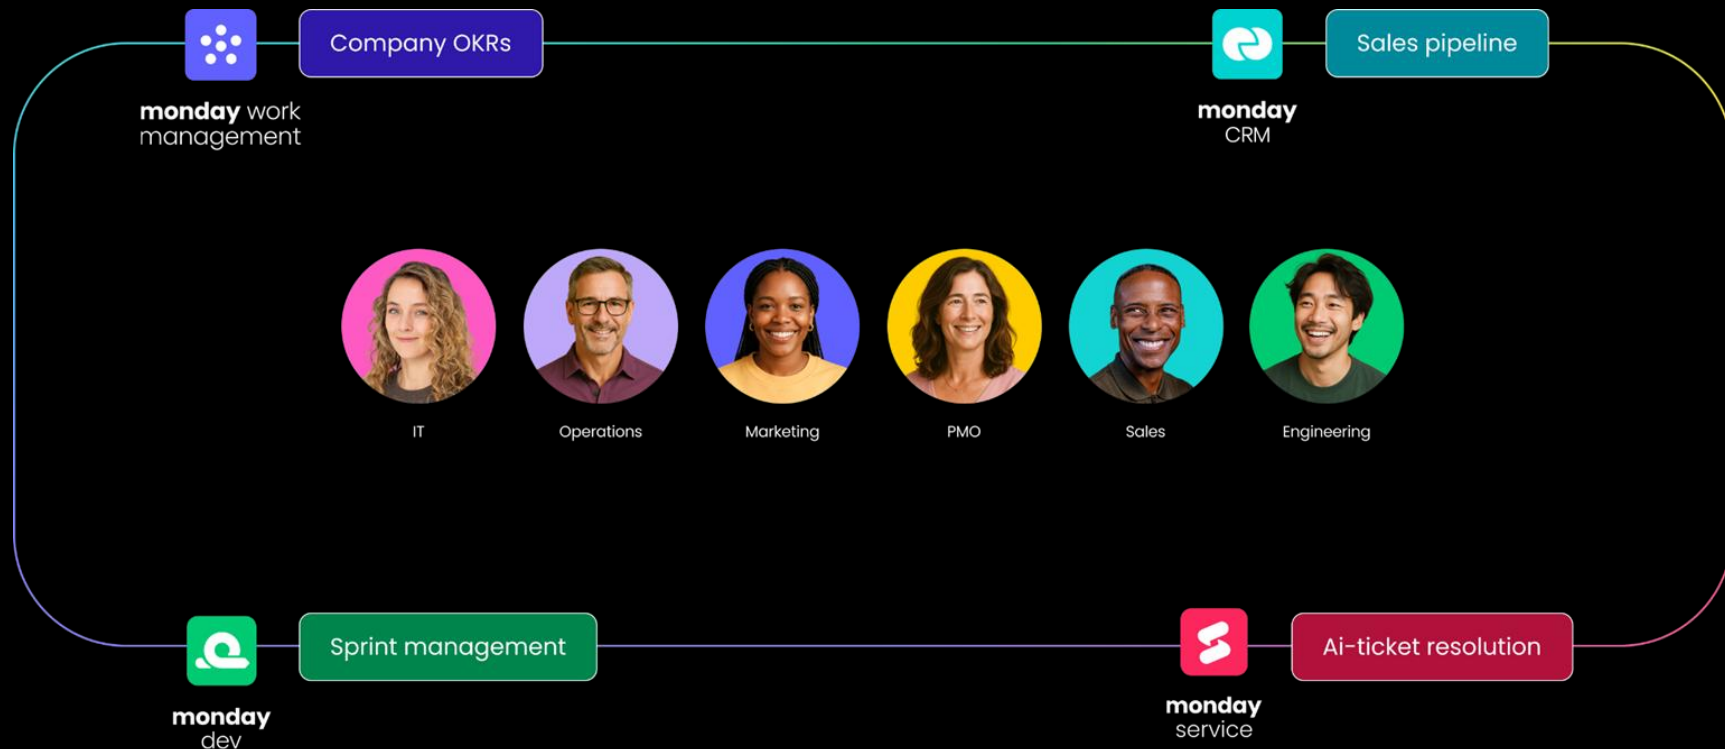 Company OKRs
Sales pipeline
monday work
management
monday
CRM
IT
Operations
Marketing
PMO
Sales
Engineering
Sprint management
Ai-ticket resolution
monday
dev
monday
service